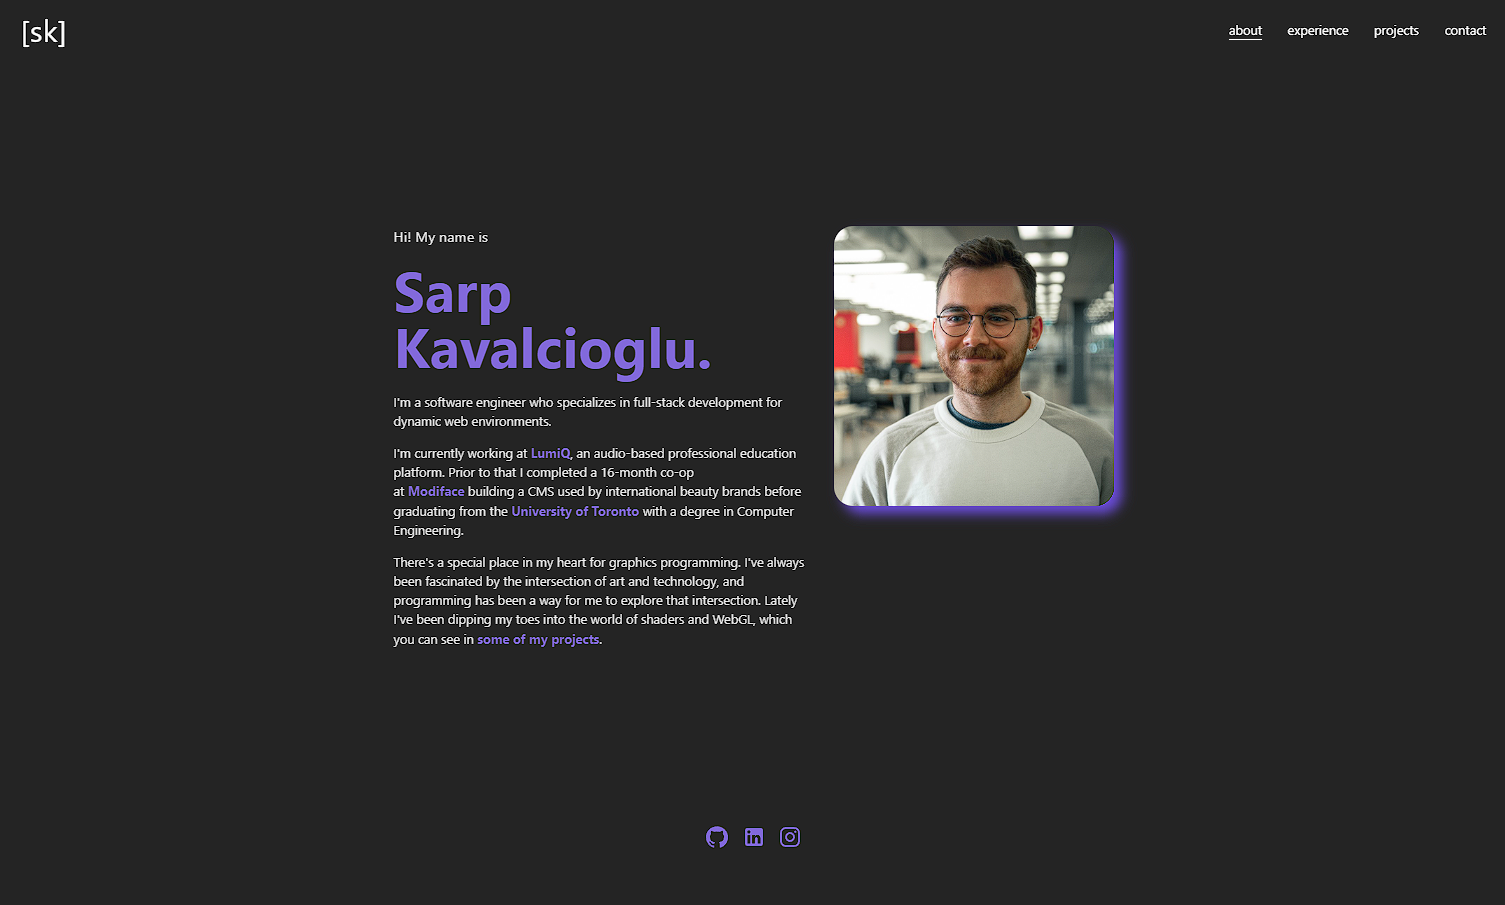 [sk]
about experience projects contact
Hi! My name is
Sarp
Kavalcioglu.
I'm a software engineer who specializes in full-stack development for
dynamic web environments.
I'm currently working at LumiQ, an audio-based professional education
platform. Prior to that I completed a 16-month co-op
at Modiface building a CMS used by international beauty brands before
graduating from the University of Toronto with a degree in Computer
Engineering.
There's a special place in my heart for graphics programming. I've always
been fascinated by the intersection of art and technology, and
programming has been a way for me to explore that intersection. Lately
I've been dipping my toes into the world of shaders and WebGL, which
you can see in some of my projects.